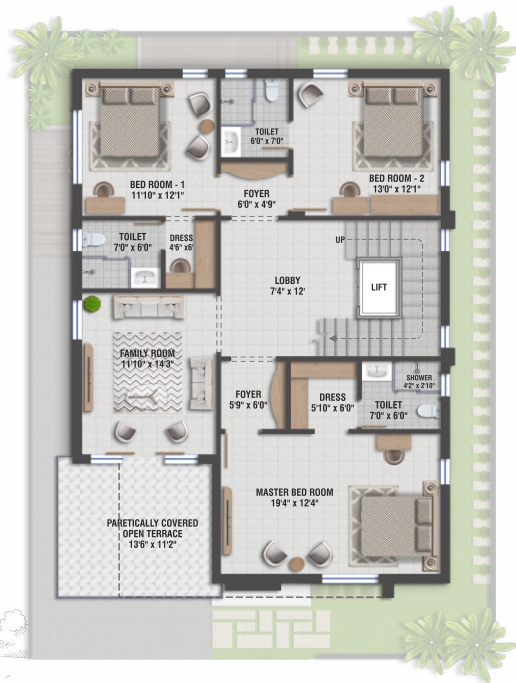 TOILET
6'0" x 7'0"
BED ROOM - 1
11'10" x 12'1"
FOYER
6'0" x 4'9"
BED ROOM - 2
13'0" x 12'1"
TOILET
7'0" x 6'0"
DRESS
4'6" x6'
UP
LOBBY
7'4" x 12'
LIFT
FAMILY ROOM
11'10" x 14'3"
FOYER
5'9" x 6'0"
DRESS
5'10" x 6'0"
SHOWER
4'2" x 2'10"
TOILET
7'0" x 6'0"
MASTER BED ROOM
19'4" x 12'4"
PARETICALLY COVERED
OPEN TERRACE
13'6" x 11'2"